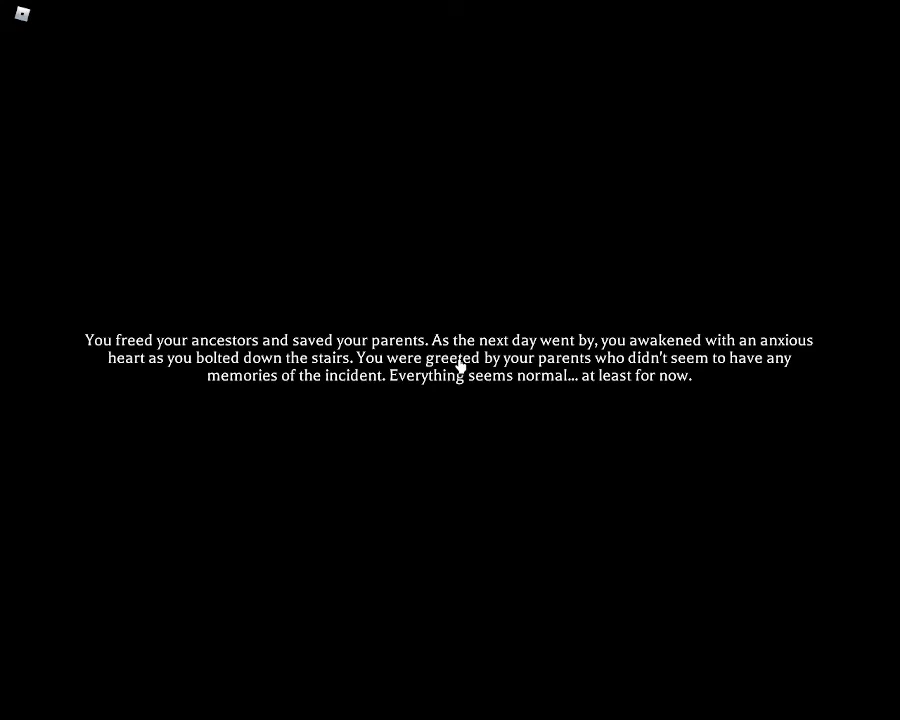 You freed your ancestors and saved your parents. As the next day went by, you awakened with an anxious
heart as you bolted down the stairs. You were greeted by your parents who didn't seem to have any
memories of the incident. Everything seems normal... at least for now.